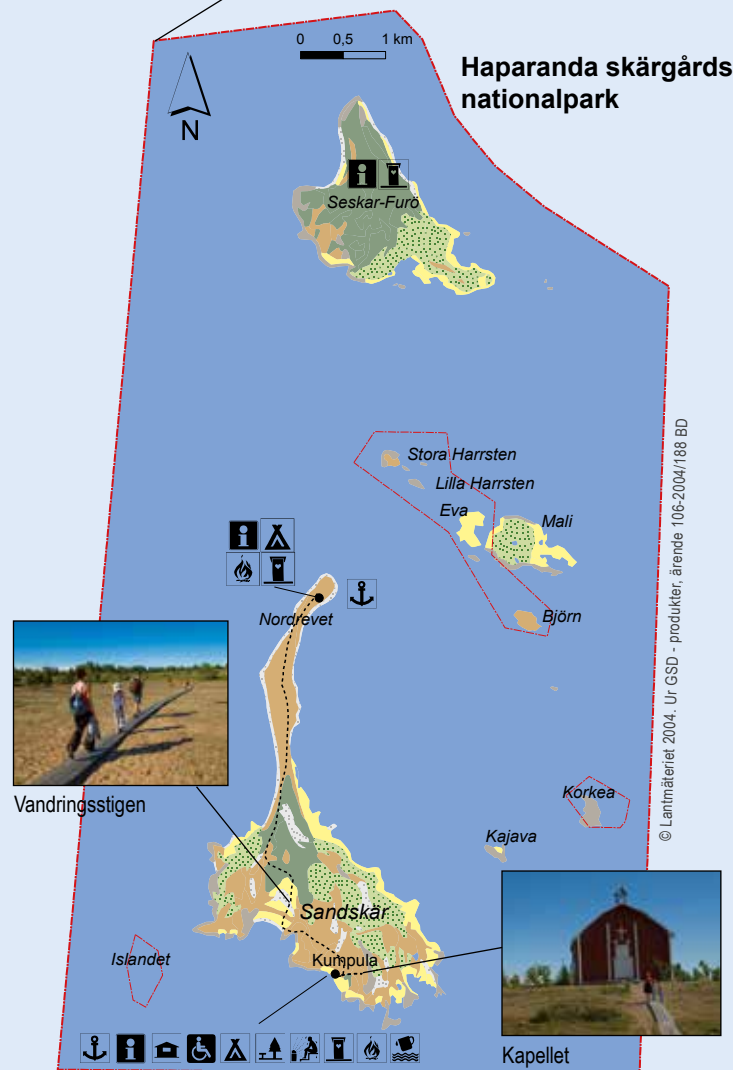 0 0,5 1 km
Haparanda skärgårds
nationalpark
N
Seskar-Furö
Stora Harrsten
Lilla Harrsten
Eva
Mali
Nordrevet
Björn
Vandringsstigen
Korkea
Kajava
Sandskär
Islandet
Kumpula
Kapellet
© Lantmäteriet 2004. Ur GSD - produkter, ärende 106-2004/188 BD